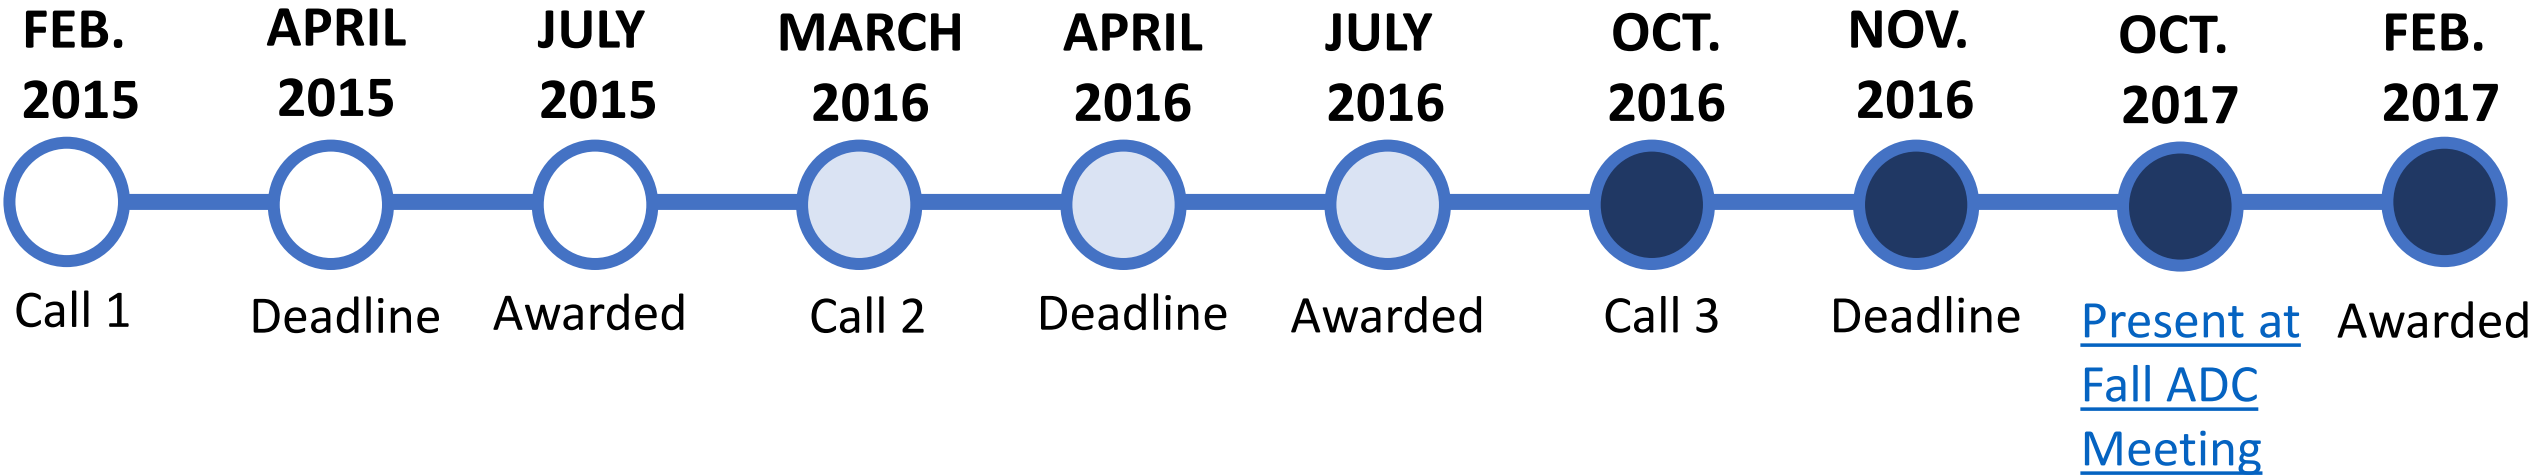 FEB.
2015
APRIL
2015
JULY
2015
MARCH
2016
APRIL
2016
JULY
2016
OCT.
2016
NOV.
2016
OCT.
2017
FEB.
2017
Call 1
Deadline
Awarded
Call 2
Deadline
Awarded
Call 3
Deadline
Present at
Fall ADC
Meeting
Awarded